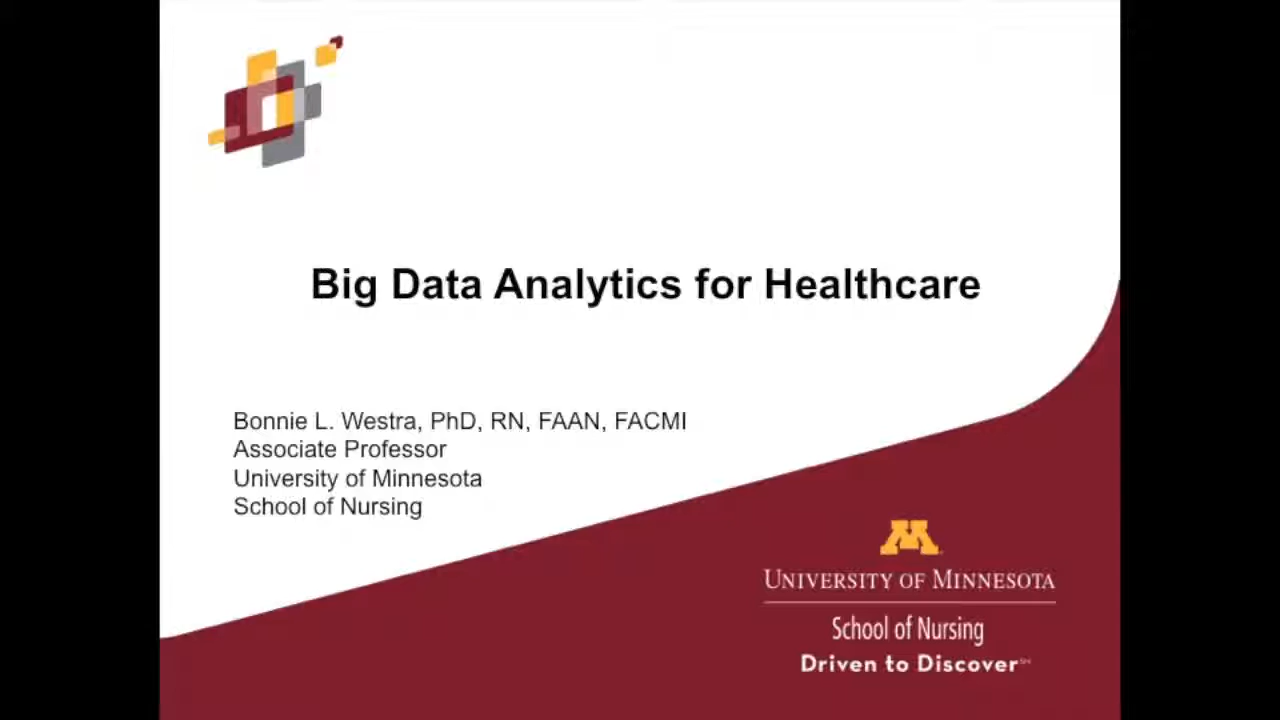 Big Data Analytics for Healthcare
Bonnie L. Westra, PhD, RN, FAAN, FACMI
Associate Professor
University of Minnesota
School of Nursing
M
UNIVERSITY OF MINNESOTA
School of Nursing
Driven to Discover℠